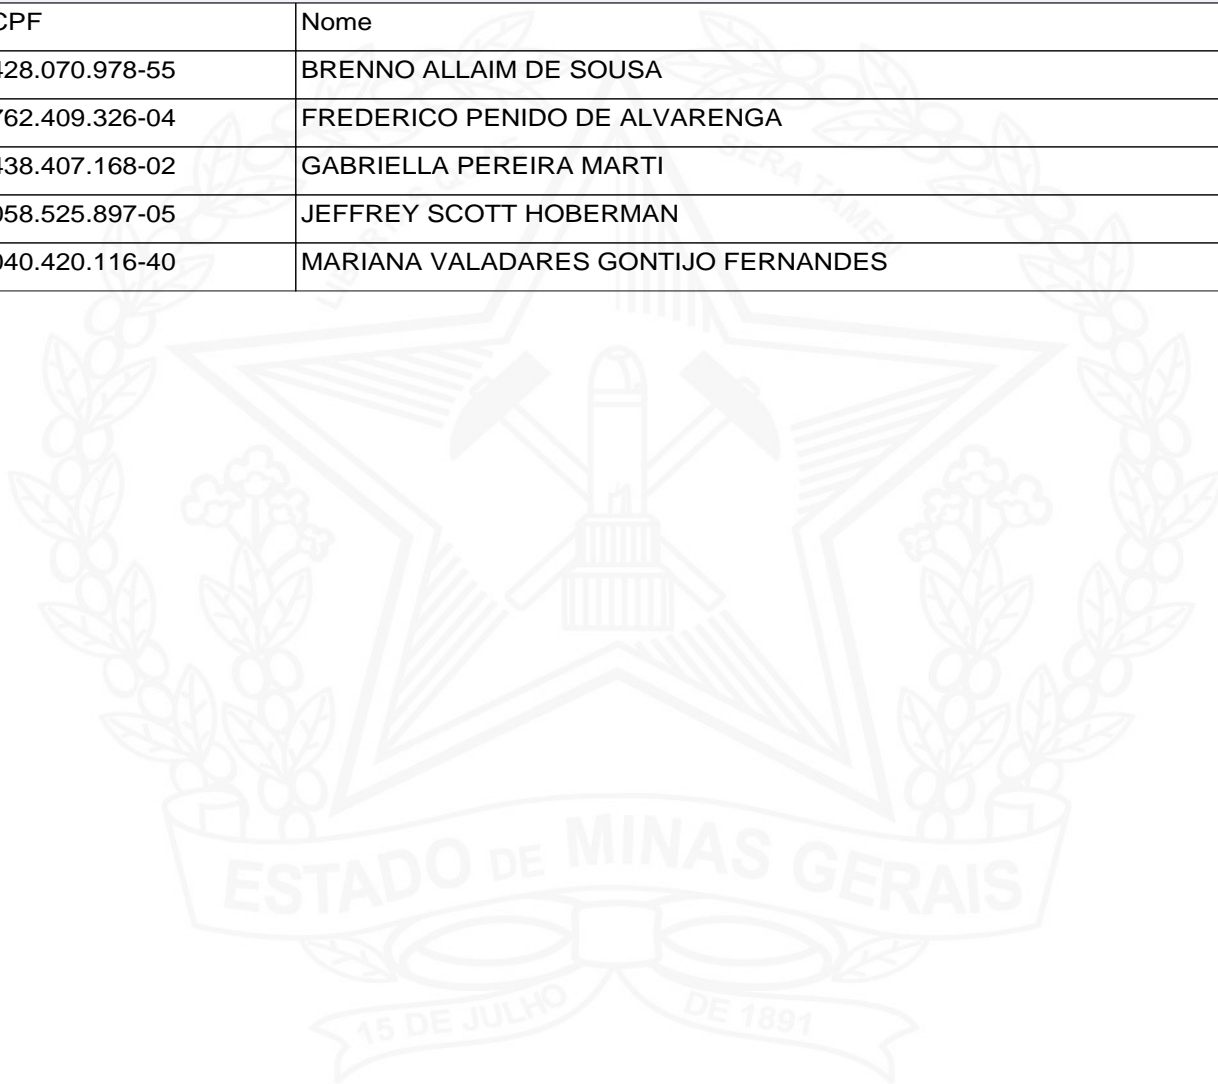 CPF Nome
428.070.978-55 BRENNO ALLAIM DE SOUSA
762.409.326-04 FREDERICO PENIDO DE ALVARENGA
438.407.168-02 GABRIELLA PEREIRA MARTI
058.525.897-05 JEFFREY SCOTT HOBERMAN
040.420.116-40 MARIANA VALADARES GONTIJO FERNANDES
SERA TAMEN
ESTADO DE MINAS GERAIS
15 DE JULHO DE 1891